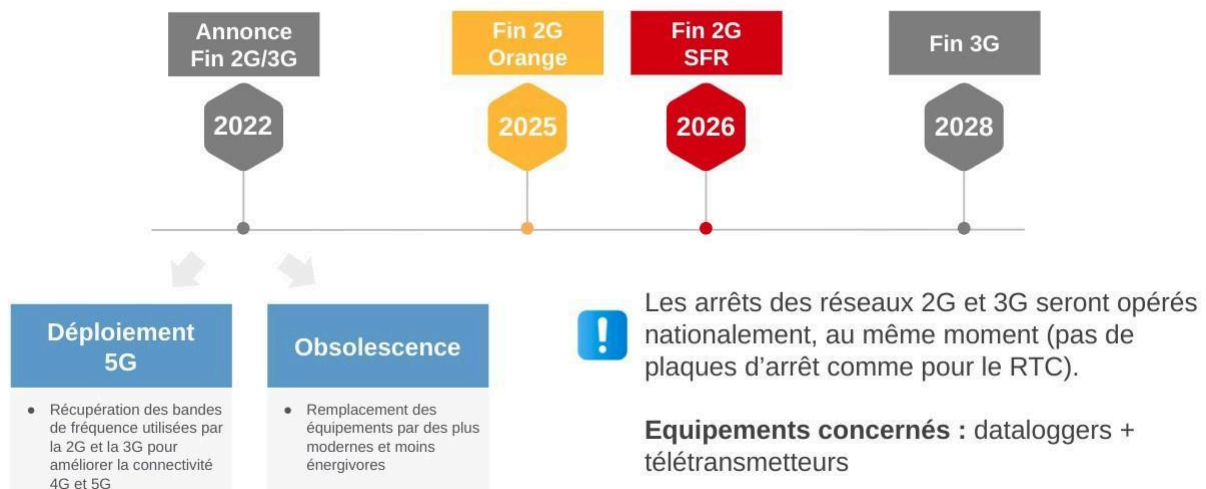 Annonce
Fin 2G/3G
Fin 2G
Orange
Fin 2G
SFR
Fin 3G
2022
2025
2026
2028
Déploiement
5G
● Récupération des bandes
de fréquence utilisées par
la 2G et la 3G pour
améliorer la connectivité
4G et 5G
Obsolescence
● Remplacement des
équipements par des plus
modernes et moins
énergivores
Les arrêts des réseaux 2G et 3G seront opérés
nationalement, au même moment (pas de
plaques d’arrêt comme pour le RTC).
Equipements concernés : dataloggers +
télétransmetteurs